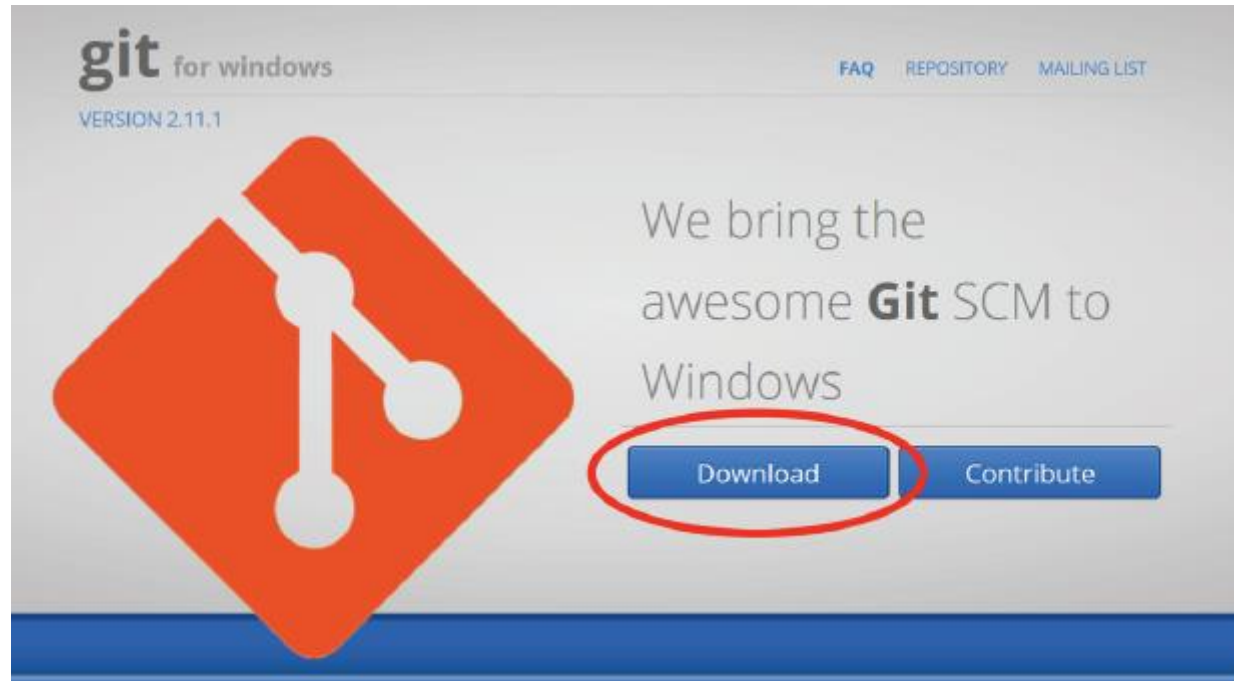 git for windows
FAQ REPOSITORY MAILING LIST
VERSION 2.11.1
We bring the
awesome Git SCM to
Windows
Download Contribute